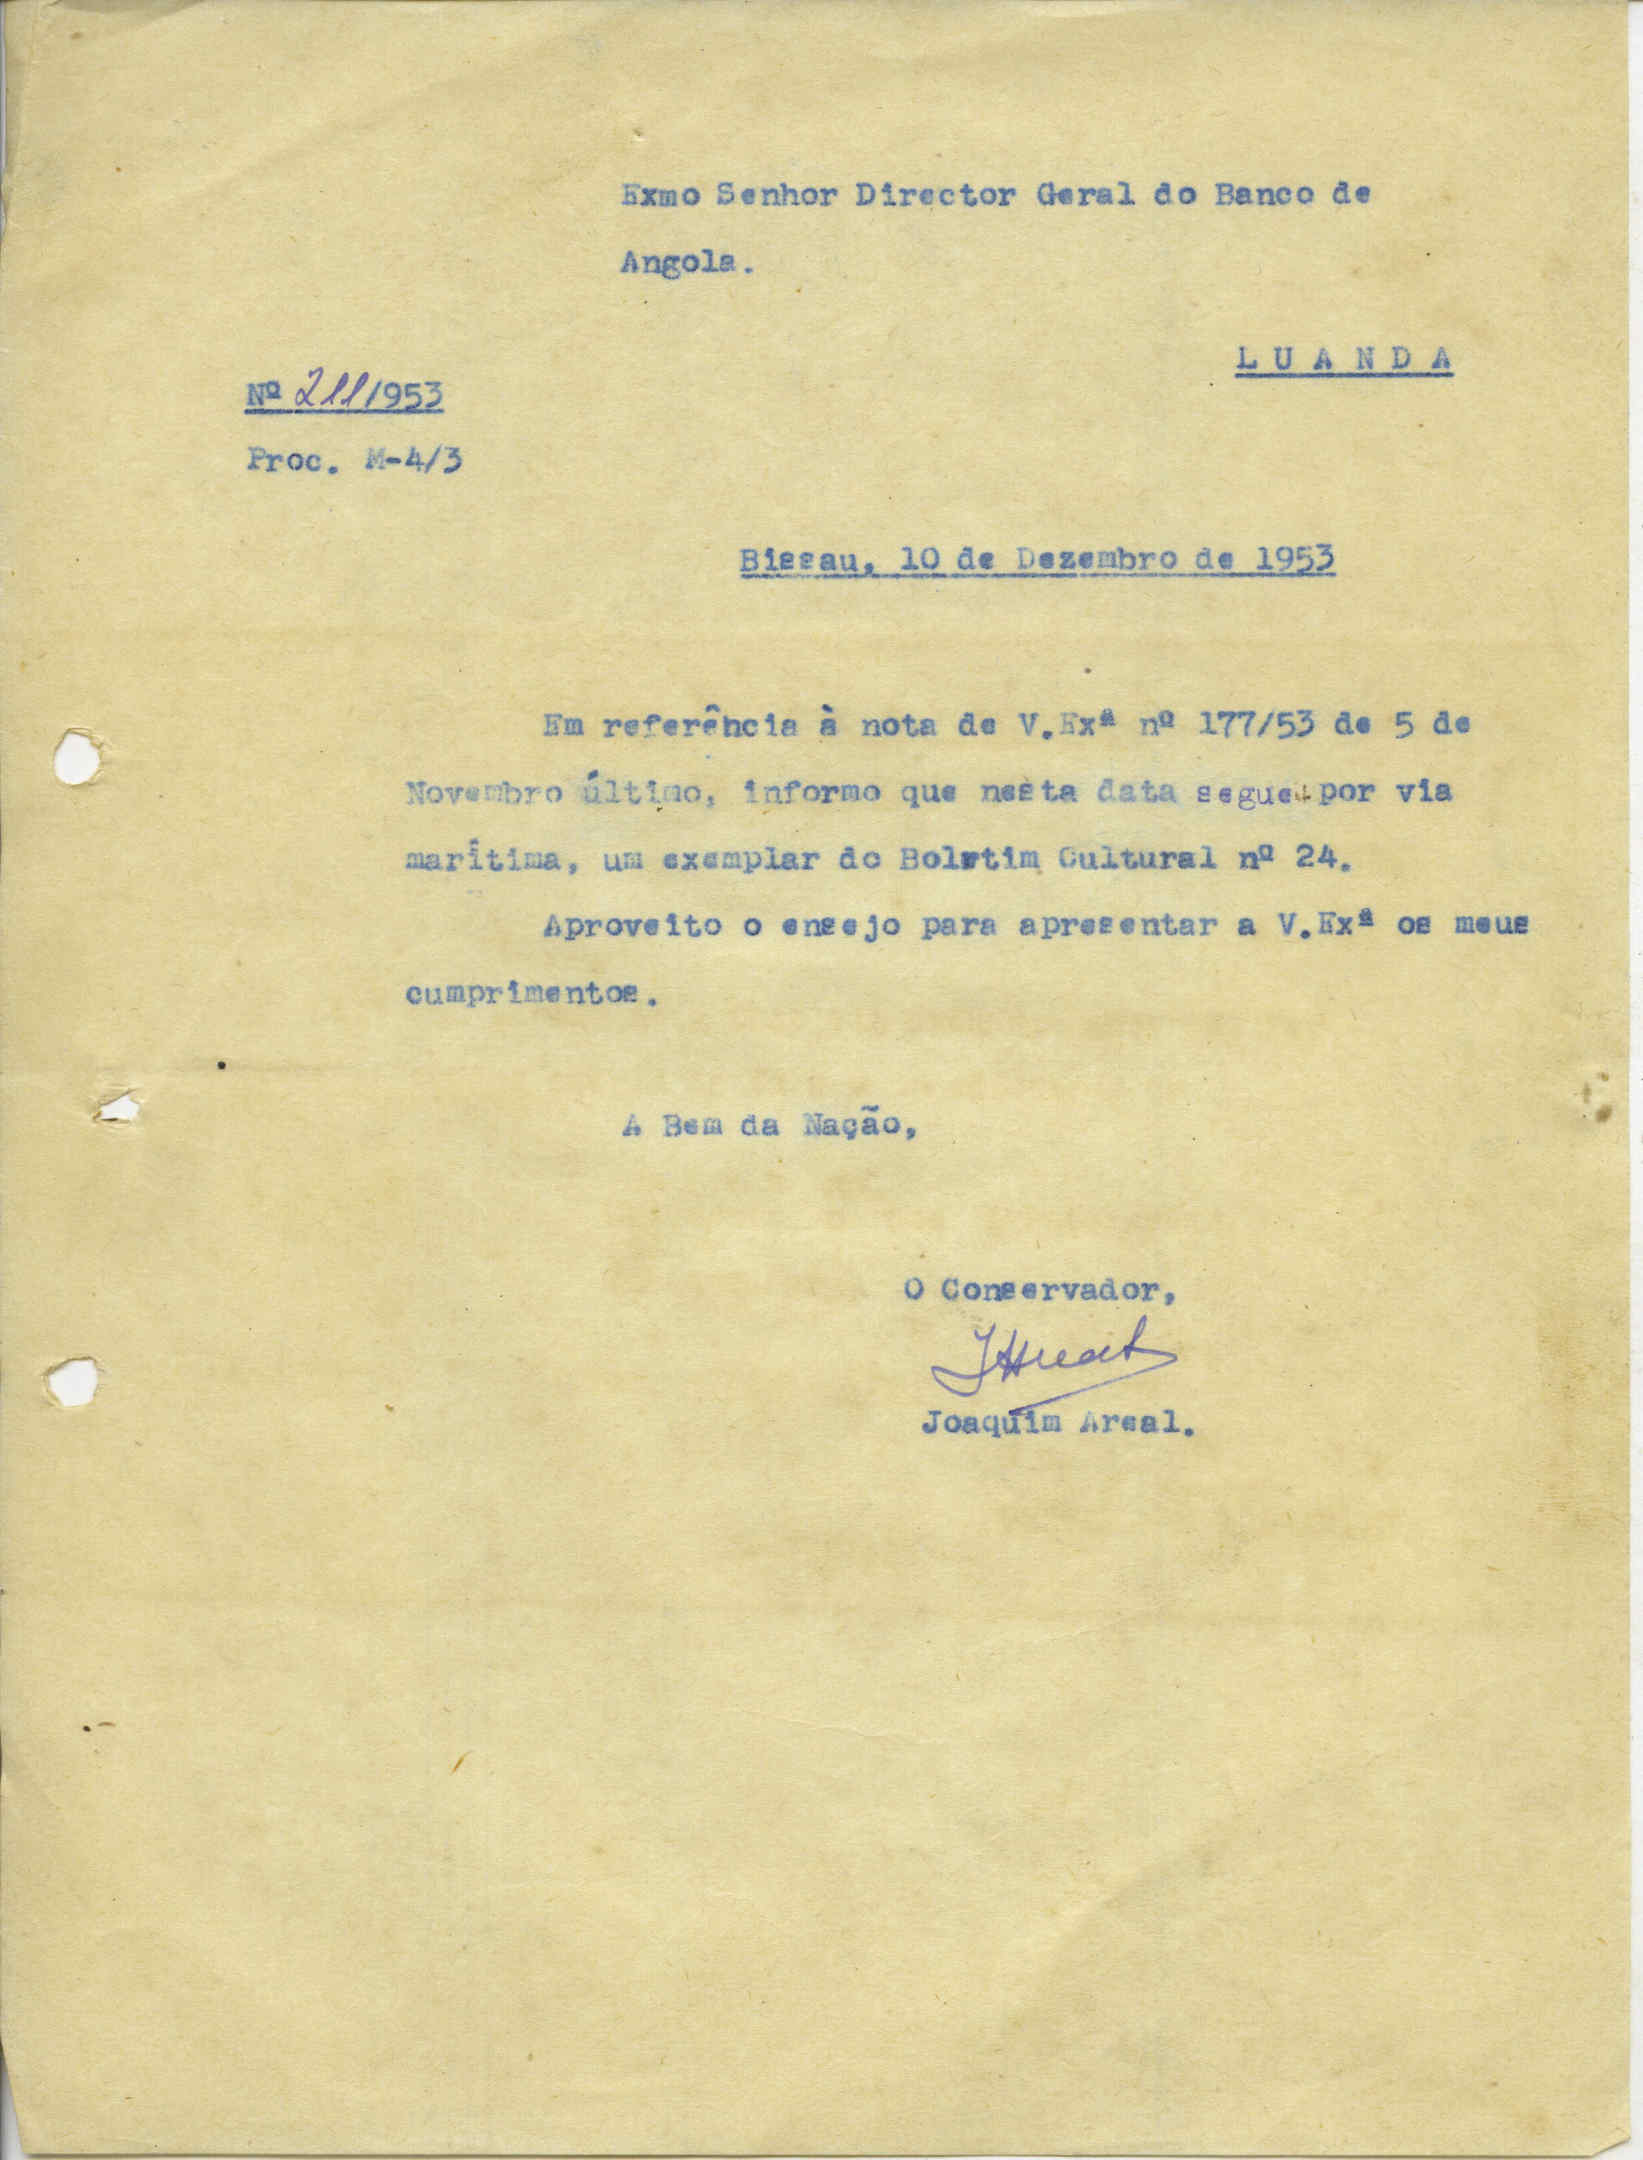 Exmo Senhor Director Geral do Banco de
Angola.
L U A N D A
Nº 211/953
Proc. M-4/3
Bissau, 10 de Dezembro de 1953
Em referência à nota de V.Exª nº 177/53 de 5 de
Novembro último, informo que nesta data segue, por via
marítima, um exemplar do Boletim Cultural nº 24.
Aproveito o ensejo para apresentar a V.Exª os meus
cumprimentos.
A Bem da Nação,
O Conservador,
JAreal
Joaquim Areal.